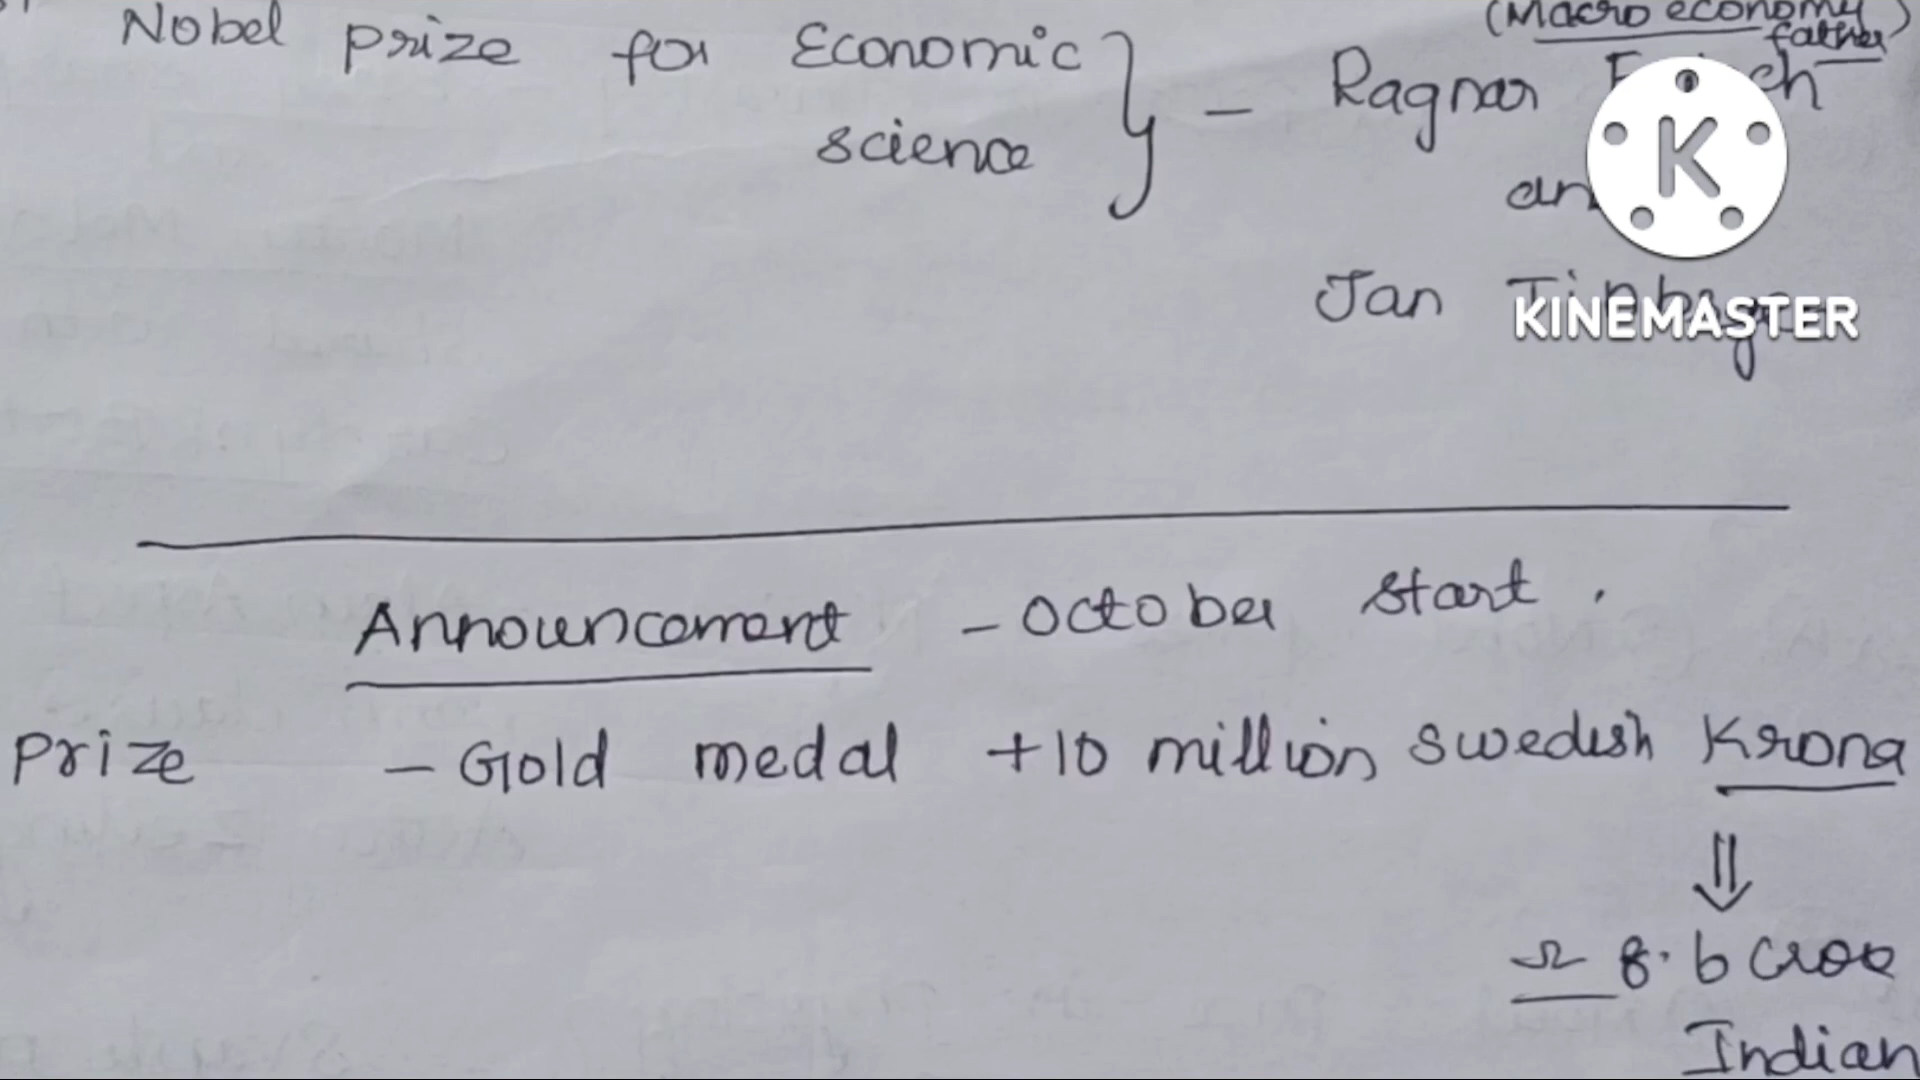 (Macro economy)
father
Nobel prize for Economic - Ragnar
science
Jan
KINEMASTER
Announcement - October start.
Prize - Gold medal +10 million Swedish Krona
8.6 crore
Indian